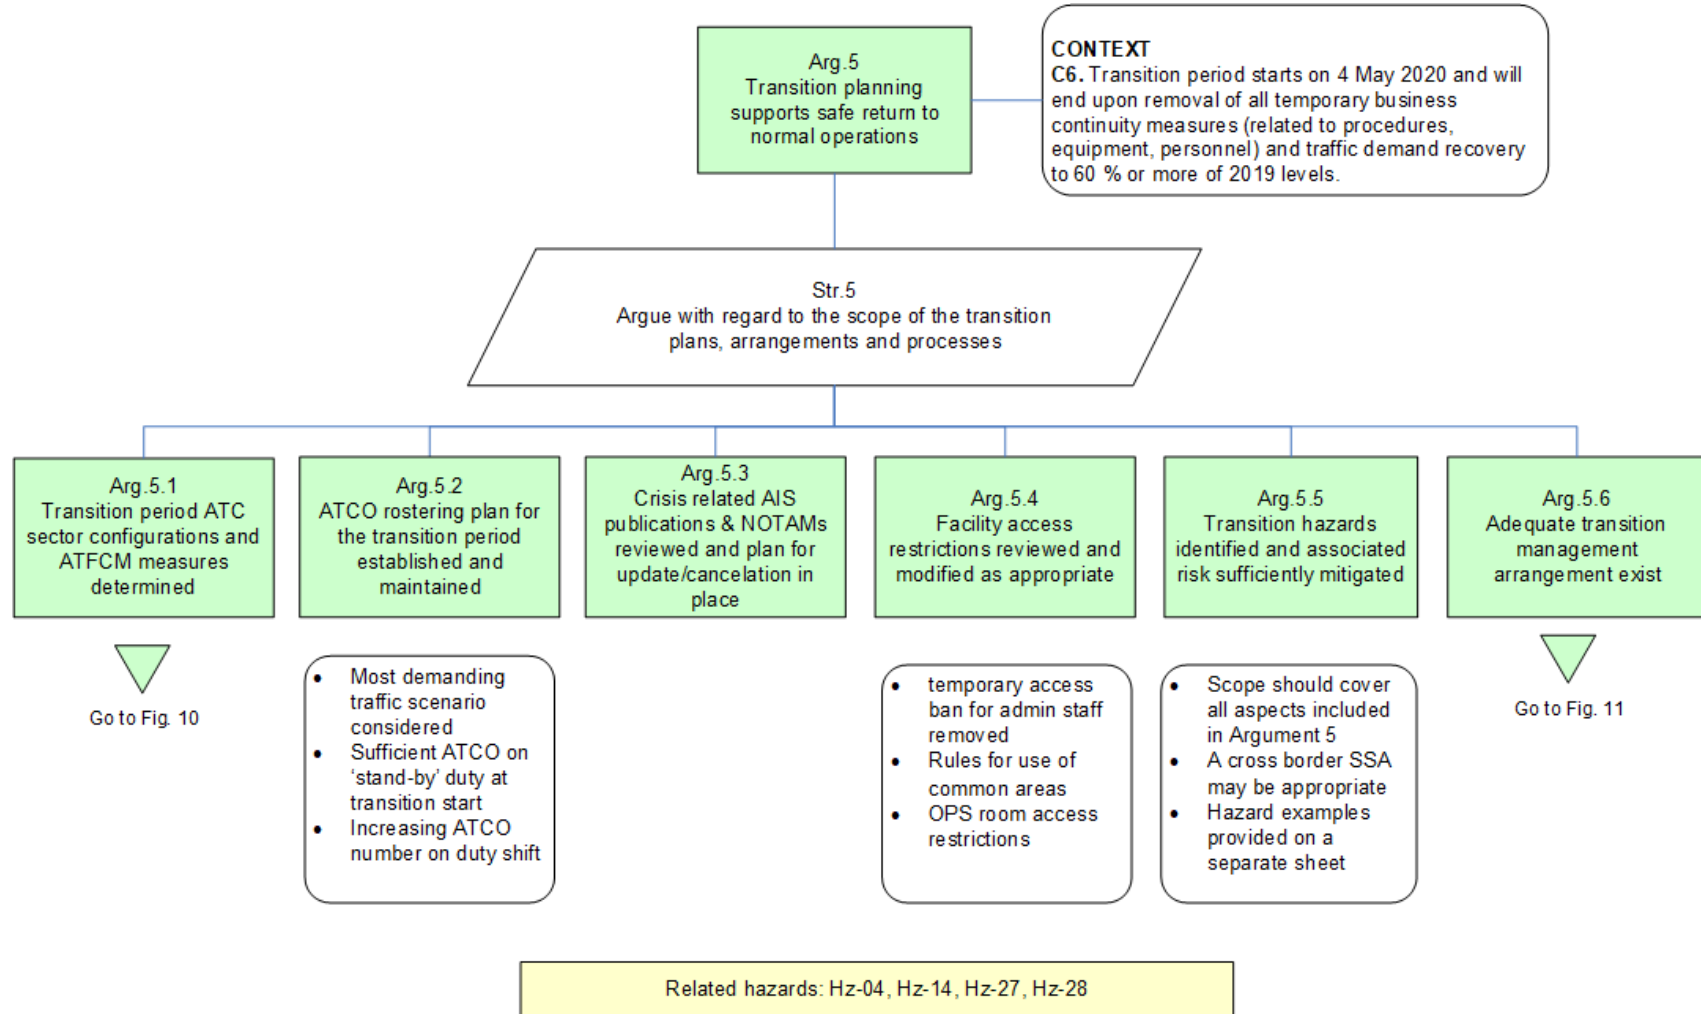 Arg.5
Transition planning
supports safe return to
normal operations
CONTEXT
C6. Transition period starts on 4 May 2020 and will
end upon removal of all temporary business
continuity measures (related to procedures,
equipment, personnel) and traffic demand recovery
to 60 % or more of 2019 levels.
Str.5
Argue with regard to the scope of the transition
plans, arrangements and processes
Arg.5.1
Transition period ATC
sector configurations and
ATFCM measures
determined
Arg.5.2
ATCO rostering plan for
the transition period
established and
maintained
Arg.5.3
Crisis related AIS
publications & NOTAMs
reviewed and plan for
update/cancelation in
place
Arg.5.4
Facility access
restrictions reviewed and
modified as appropriate
Arg.5.5
Transition hazards
identified and associated
risk sufficiently mitigated
Arg.5.6
Adequate transition
management
arrangement exist
Go to Fig. 10
• Most demanding
traffic scenario
considered
• Sufficient ATCO on
‘stand-by’ duty at
transition start
• Increasing ATCO
number on duty shift
• temporary access
ban for admin staff
removed
• Rules for use of
common areas
• OPS room access
restrictions
• Scope should cover
all aspects included
in Argument 5
• A cross border SSA
may be appropriate
• Hazard examples
provided on a
separate sheet
Go to Fig. 11
Related hazards: Hz-04, Hz-14, Hz-27, Hz-28